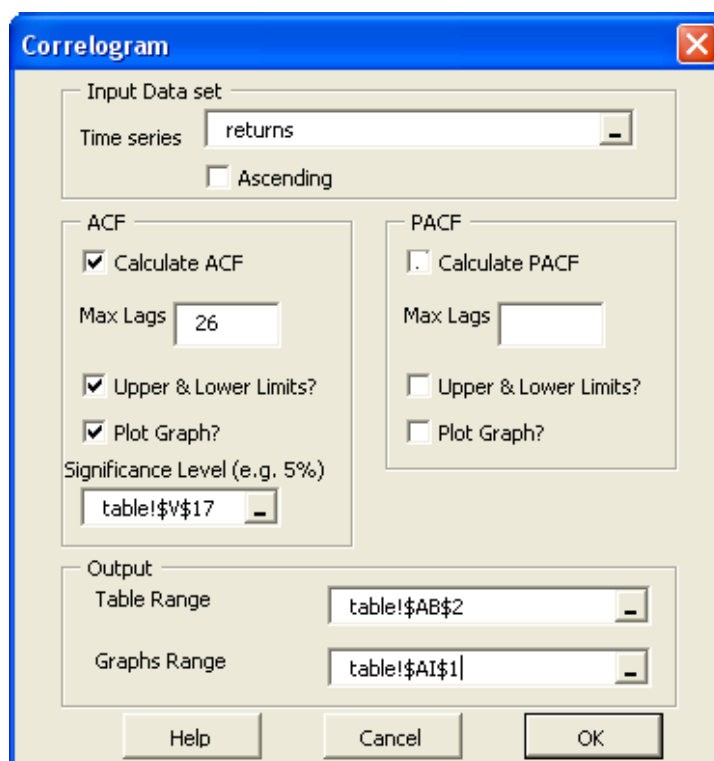 Correlogram
Input Data set
Time series returns
Ascending
ACF
Calculate ACF
Max Lags 26
Upper & Lower Limits?
Plot Graph?
Significance Level (e.g. 5%)
table!$V$17
PACF
Calculate PACF
Max Lags
Upper & Lower Limits?
Plot Graph?
Output
Table Range table!$AB$2
Graphs Range table!$AI$1
Help Cancel OK